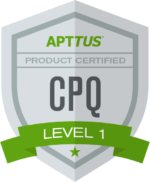 APTTUS
PRODUCT CERTIFIED
CPQ
LEVEL 1